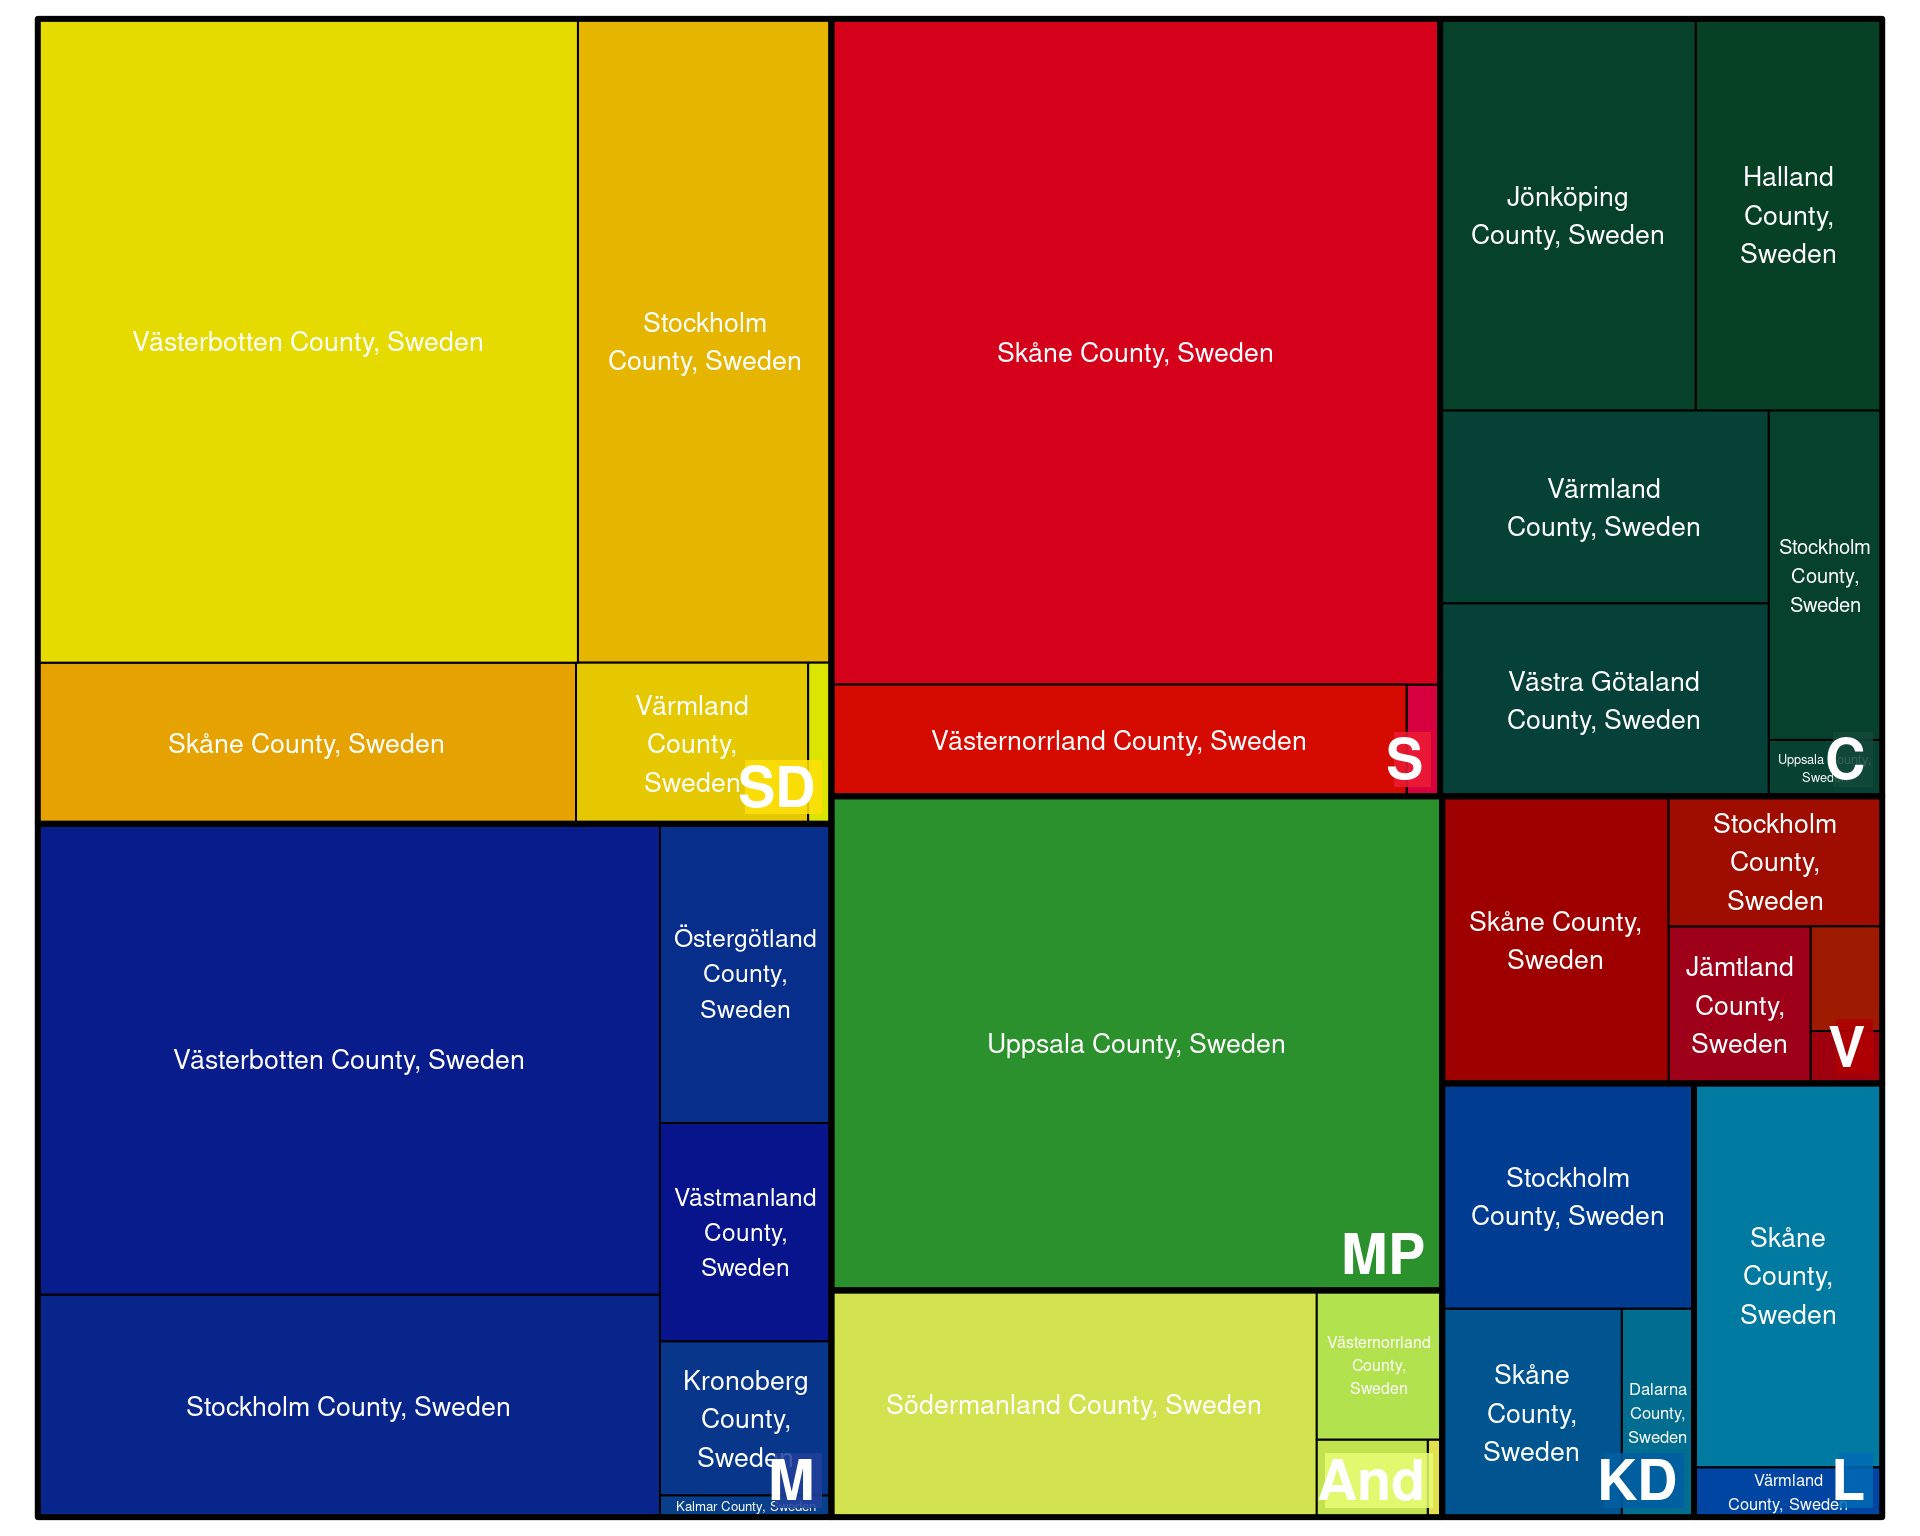 Västerbotten County, Sweden
Stockholm
County, Sweden
Skåne County, Sweden
Värmland
County,
Sweden
SD
Västerbotten County, Sweden
Östergötland
County,
Sweden
Västmanland
County,
Sweden
Stockholm County, Sweden
Kronoberg
County,
Sweden
Kalmar County, Sweden
M
Skåne County, Sweden
Västernorrland County, Sweden
S
Uppsala County, Sweden
MP
Södermanland County, Sweden
Västernorrland
County,
Sweden
And
Jönköping
County, Sweden
Halland
County,
Sweden
Värmland
County, Sweden
Stockholm
County,
Sweden
Västra Götaland
County, Sweden
Uppsala County,
Sweden
C
Skåne County,
Sweden
Stockholm
County,
Sweden
Jämtland
County,
Sweden
V
Stockholm
County, Sweden
Skåne
County,
Sweden
Dalarna
County,
Sweden
KD
Skåne
County,
Sweden
Värmland
County, Sweden
L